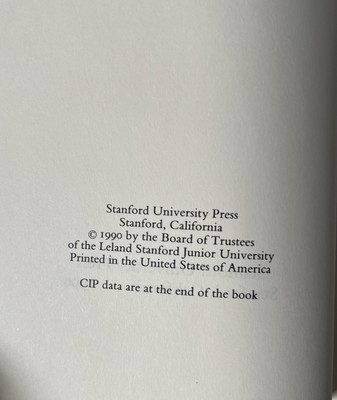 Stanford University Press
Stanford, California
© 1990 by the Board of Trustees
of the Leland Stanford Junior University
Printed in the United States of America
CIP data are at the end of the book